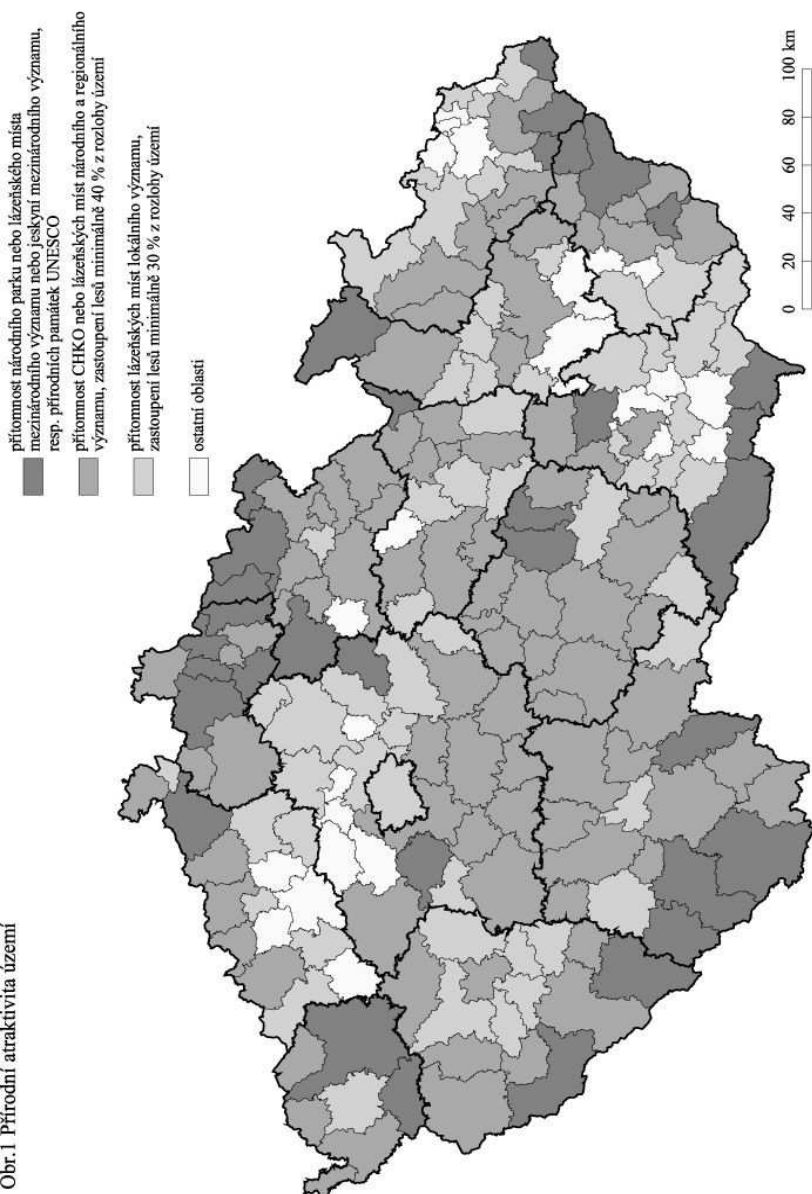 Obr.1 Přírodní atraktivita území
přítomnost národního parku nebo lázeňského místa
mezinárodního významu nebo jeskyní mezinárodního významu,
resp. přírodních památek UNESCO
přítomnost CHKO nebo lázeňských míst národního a regionálního
významu, zastoupení lesů minimálně 40 % z rozlohy území
přítomnost lázeňských míst lokálního významu,
zastoupení lesů minimálně 30 % z rozlohy území
ostatní oblasti
0 20 40 60 80 100 km